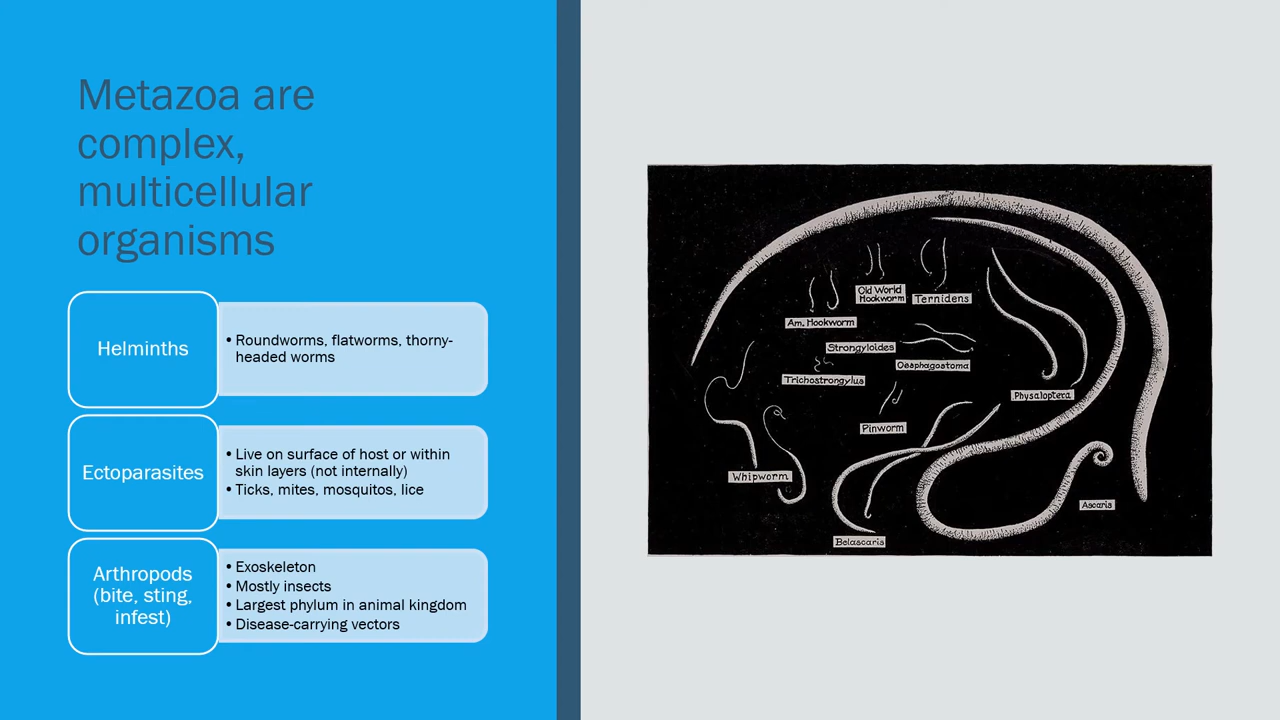 Metazoa are
complex,
multicellular
organisms
Helminths
• Roundworms, flatworms, thorny-
headed worms
Ectoparasites
• Live on surface of host or within
skin layers (not internally)
• Ticks, mites, mosquitos, lice
Arthropods
(bite, sting,
infest)
• Exoskeleton
• Mostly insects
• Largest phylum in animal kingdom
• Disease-carrying vectors
Old World
Hookworm
Ternidens
Am. Hookworm
Strongyloides
Oesphagostoma
Trichostrongylus
Physaloptera
Pinworm
Whipworm
Ascaris
Belascaris